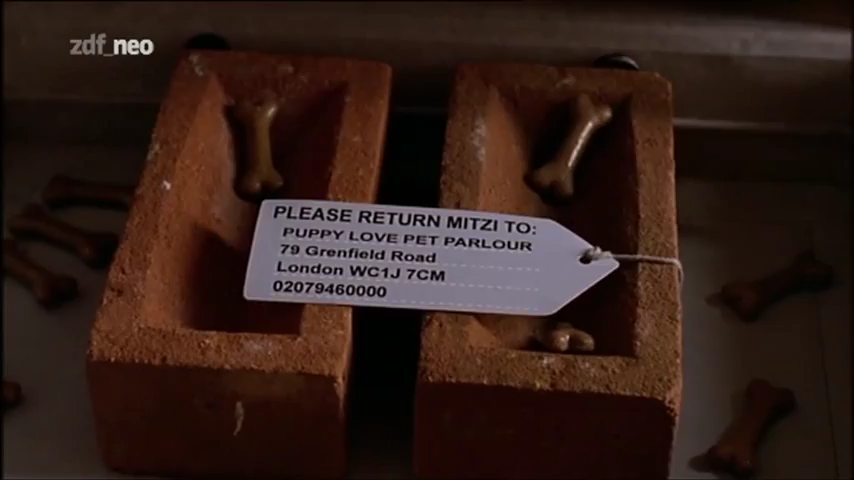 zdf_neo
PLEASE RETURN MITZI TO:
PUPPY LOVE PET PARLOUR
79 Grenfield Road
London WC1J 7CM
02079460000